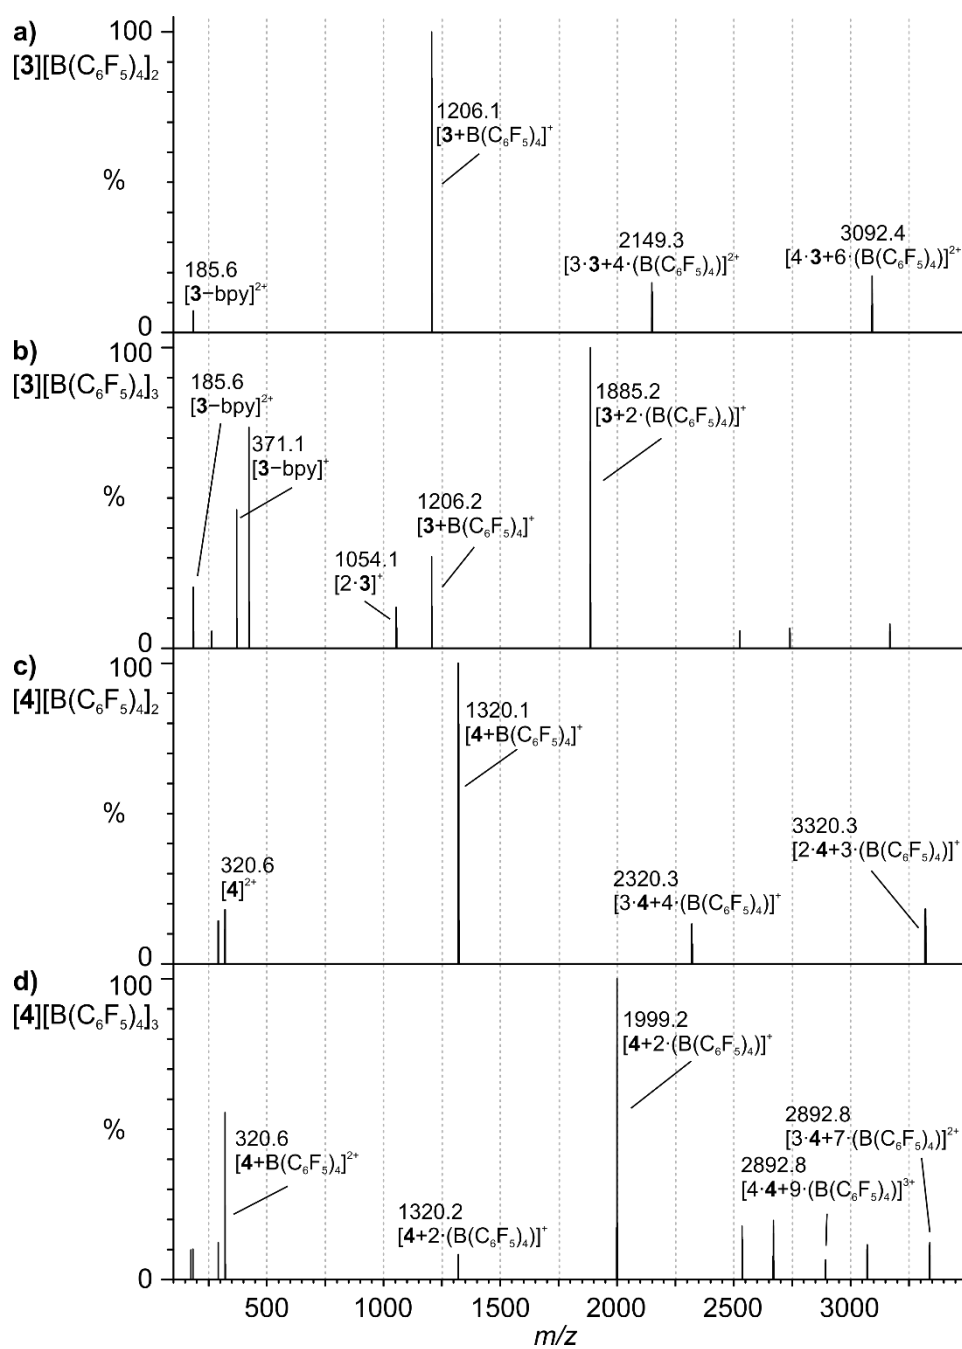 a)
[3][B(C₆F₅)₄]₂
100
%
0
1206.1
[3+B(C₆F₅)₄]⁺
185.6
[3−bpy]²⁺
2149.3
[3·3+4·(B(C₆F₅)₄)]²⁺
3092.4
[4·3+6·(B(C₆F₅)₄)]²⁺
b)
[3][B(C₆F₅)₄]₃
100
%
0
185.6
[3−bpy]²⁺
371.1
[3−bpy]⁺
1054.1
[2·3]⁺
1206.2
[3+B(C₆F₅)₄]⁺
1885.2
[3+2·(B(C₆F₅)₄)]⁺
c)
[4][B(C₆F₅)₄]₂
100
%
0
320.6
[4]²⁺
1320.1
[4+B(C₆F₅)₄]⁺
2320.3
[3·4+4·(B(C₆F₅)₄)]⁺
3320.3
[2·4+3·(B(C₆F₅)₄)]⁺
d)
[4][B(C₆F₅)₄]₃
100
%
0
320.6
[4+B(C₆F₅)₄]²⁺
1320.2
[4+2·(B(C₆F₅)₄)]⁺
1999.2
[4+2·(B(C₆F₅)₄)]⁺
2892.8
[4·4+9·(B(C₆F₅)₄)]³⁺
2892.8
[3·4+7·(B(C₆F₅)₄)]²⁺
500 1000 1500 2000 2500 3000
m/z